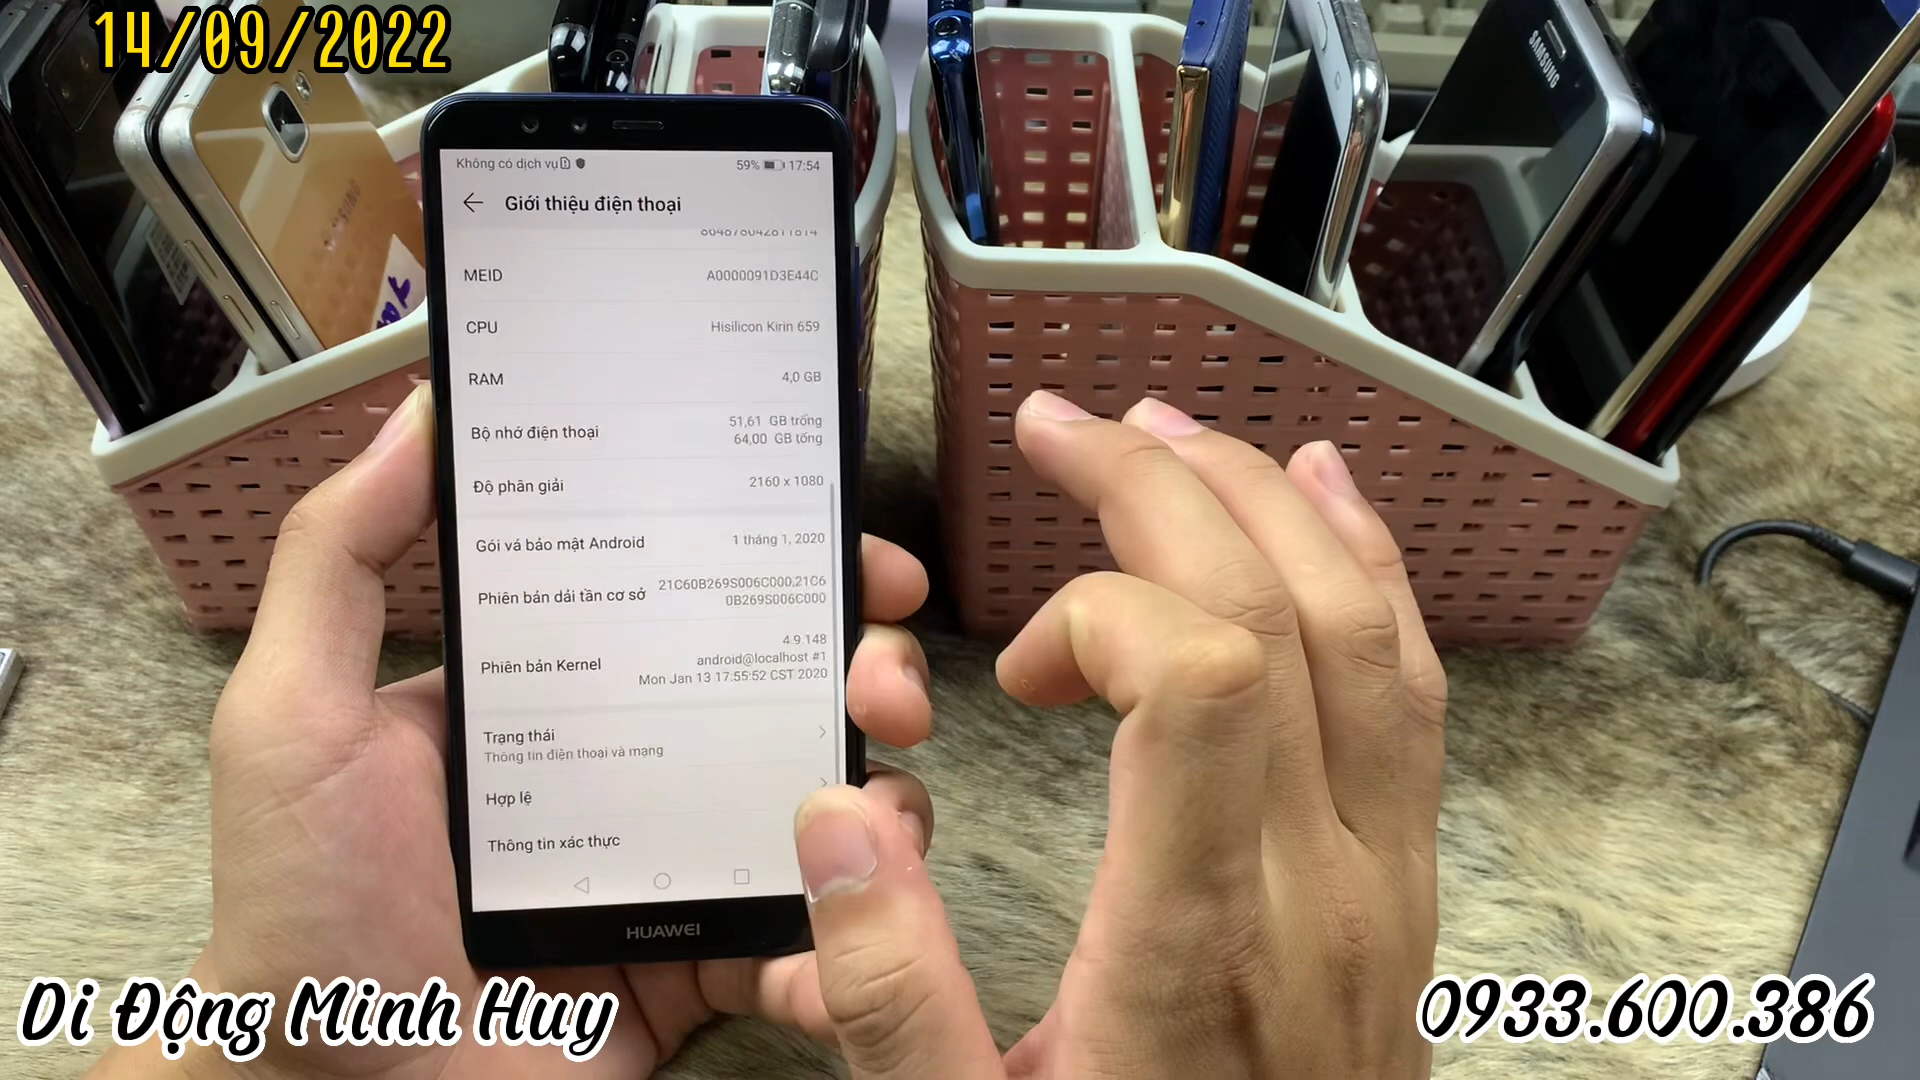 14/09/2022
SAMSUNG
Không có dịch vụ
59% 17:54
Giới thiệu điện thoại
MEID A0000091D3E44C
CPU Hisilicon Kirin 659
RAM 4,0 GB
Bộ nhớ điện thoại 51,61 GB trống
64,00 GB tổng
Độ phân giải 2160 x 1080
Gói vá bảo mật Android 1 tháng 1, 2020
Phiên bản dải tần cơ sở 21C60B269S006C000,21C6
0B269S006C000
Phiên bản Kernel 4.9.148
android@localhost #1
Mon Jan 13 17:55:52 CST 2020
Trạng thái
Thông tin điện thoại và mạng
Hợp lệ
Thông tin xác thực
HUAWEI
Di Động Minh Huy
0933.600.386